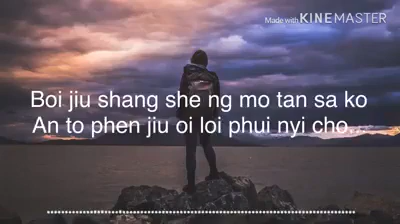 Made with KINEMASTER
Boi jiu shang she ng mo tan sa ko
An to phen jiu oi loi phui nyi cho...